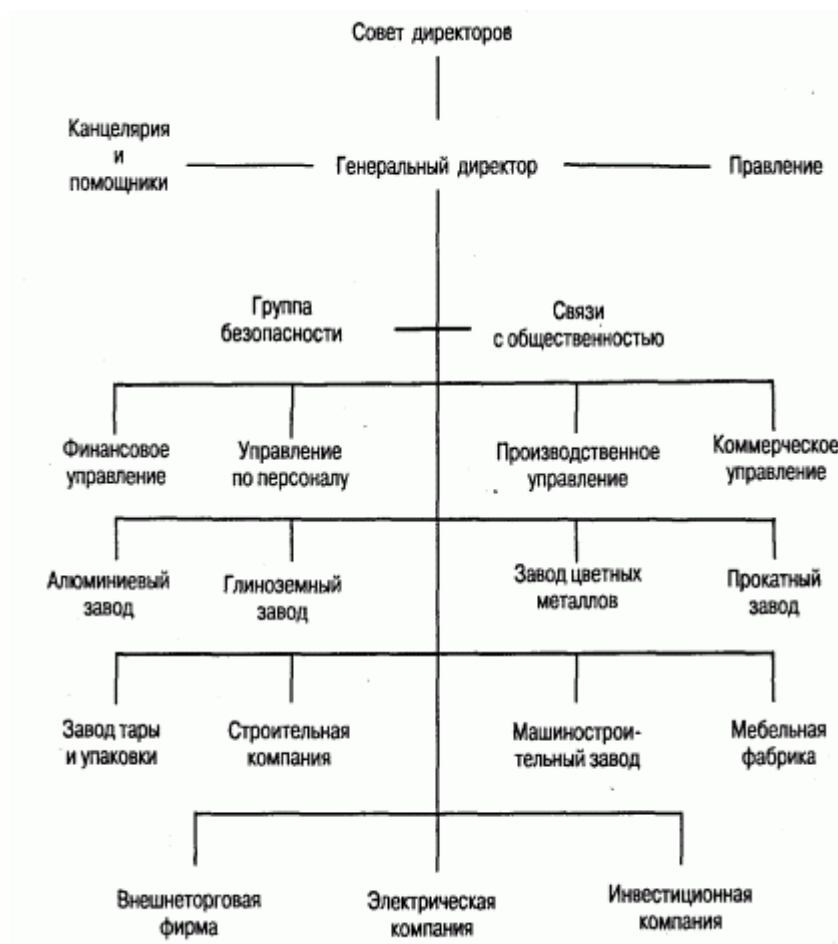 Совет директоров
Канцелярия
и
помощники
Генеральный директор
Правление
Группа
безопасности
Связи
с общественностью
Финансовое
управление
Управление
по персоналу
Производственное
управление
Коммерческое
управление
Алюминиевый
завод
Глиноземный
завод
Завод цветных
металлов
Прокатный
завод
Завод тары
и упаковки
Строительная
компания
Машинострои-
тельный завод
Мебельная
фабрика
Внешнеторговая
фирма
Электрическая
компания
Инвестиционная
компания